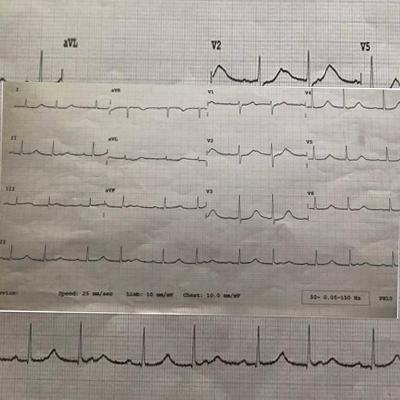 aVL V2 V5
I aVR V1 V4
II aVL V2 V5
III aVF V3 V6
II
Speed: 25 mm/sec Limb: 10 mm/mV Chest: 10.0 mm/mV 50~ 0.05-150 Hz